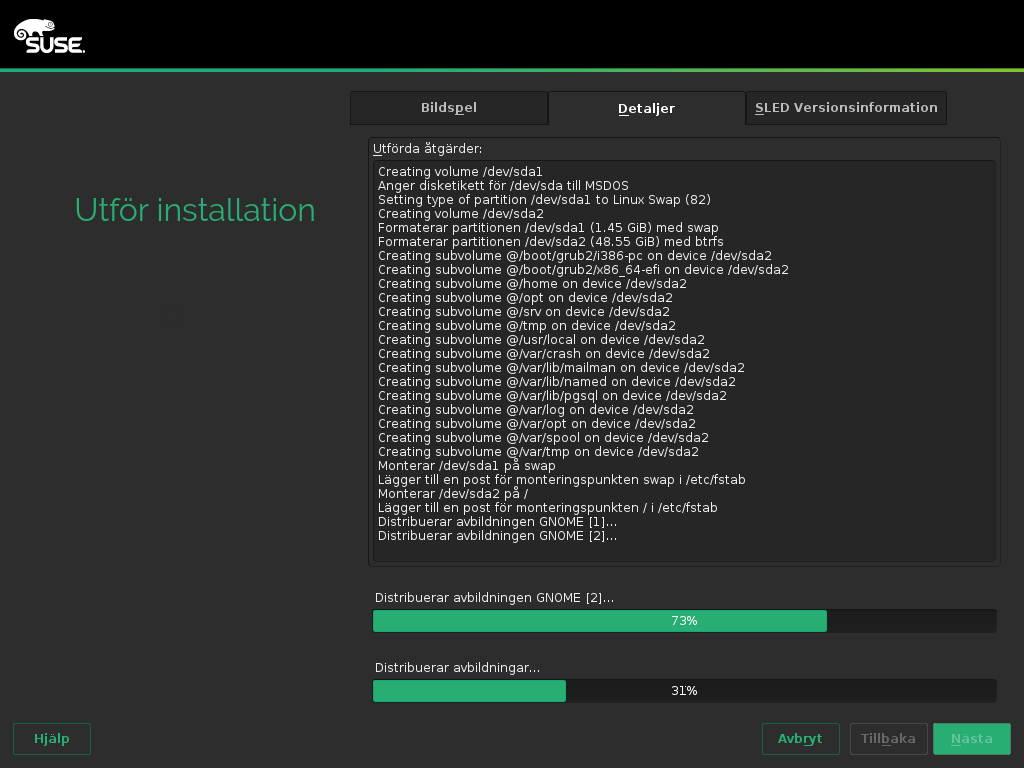 SUSE.
Bildspel
Detaljer
SLED Versionsinformation
Utför installation
Utförda åtgärder:
Creating volume /dev/sda1
Anger disketikett för /dev/sda till MSDOS
Setting type of partition /dev/sda1 to Linux Swap (82)
Creating volume /dev/sda2
Formaterar partitionen /dev/sda1 (1.45 GiB) med swap
Formaterar partitionen /dev/sda2 (48.55 GiB) med btrfs
Creating subvolume @/boot/grub2/i386-pc on device /dev/sda2
Creating subvolume @/boot/grub2/x86_64-efi on device /dev/sda2
Creating subvolume @/home on device /dev/sda2
Creating subvolume @/opt on device /dev/sda2
Creating subvolume @/srv on device /dev/sda2
Creating subvolume @/tmp on device /dev/sda2
Creating subvolume @/usr/local on device /dev/sda2
Creating subvolume @/var/crash on device /dev/sda2
Creating subvolume @/var/lib/mailman on device /dev/sda2
Creating subvolume @/var/lib/named on device /dev/sda2
Creating subvolume @/var/lib/pgsql on device /dev/sda2
Creating subvolume @/var/log on device /dev/sda2
Creating subvolume @/var/opt on device /dev/sda2
Creating subvolume @/var/spool on device /dev/sda2
Creating subvolume @/var/tmp on device /dev/sda2
Monterar /dev/sda1 på swap
Lägger till en post för monteringspunkten swap i /etc/fstab
Monterar /dev/sda2 på /
Lägger till en post för monteringspunkten / i /etc/fstab
Distribuerar avbildningen GNOME [1]...
Distribuerar avbildningen GNOME [2]...
Distribuerar avbildningen GNOME [2]...
73%
Distribuerar avbildningar...
31%
Hjälp
Avbryt
Tillbaka
Nästa